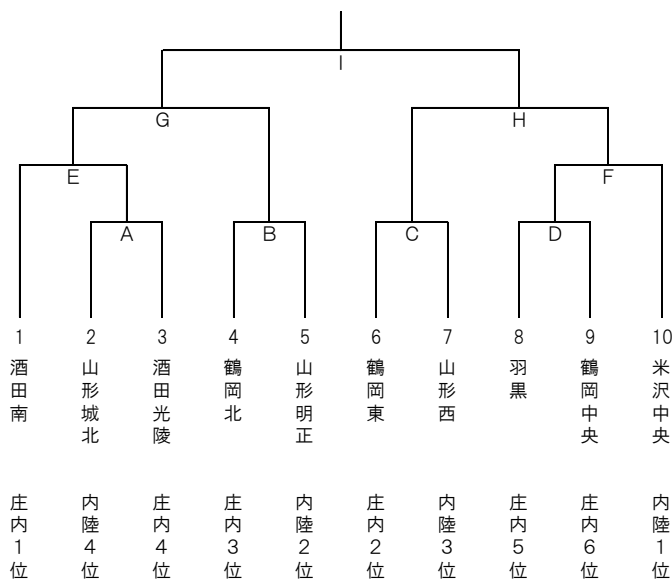 I
G
H
E
F
A
B
C
D
1
2
3
4
5
6
7
8
9
10
酒田南
山形城北
酒田光陵
鶴岡北
山形明正
鶴岡東
山形西
羽黒
鶴岡中央
米沢中央
庄内1位
内陸4位
庄内4位
庄内3位
内陸2位
庄内2位
内陸3位
庄内5位
庄内6位
内陸1位